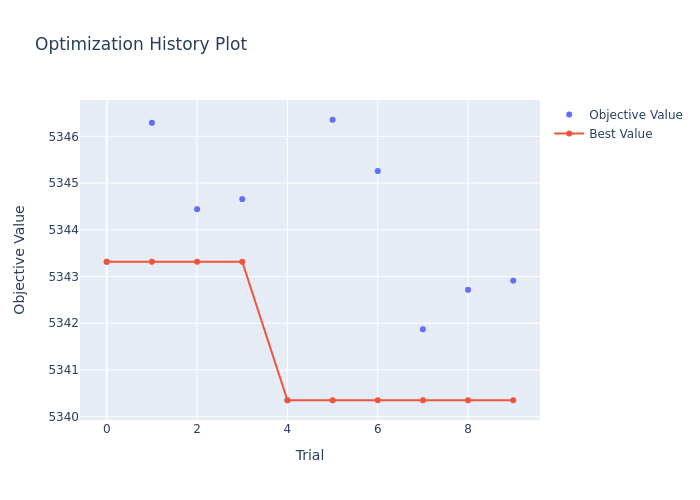 Optimization History Plot
Objective Value
Best Value
5346
5345
5344
5343
5342
5341
5340
Objective Value
0 2 4 6 8
Trial